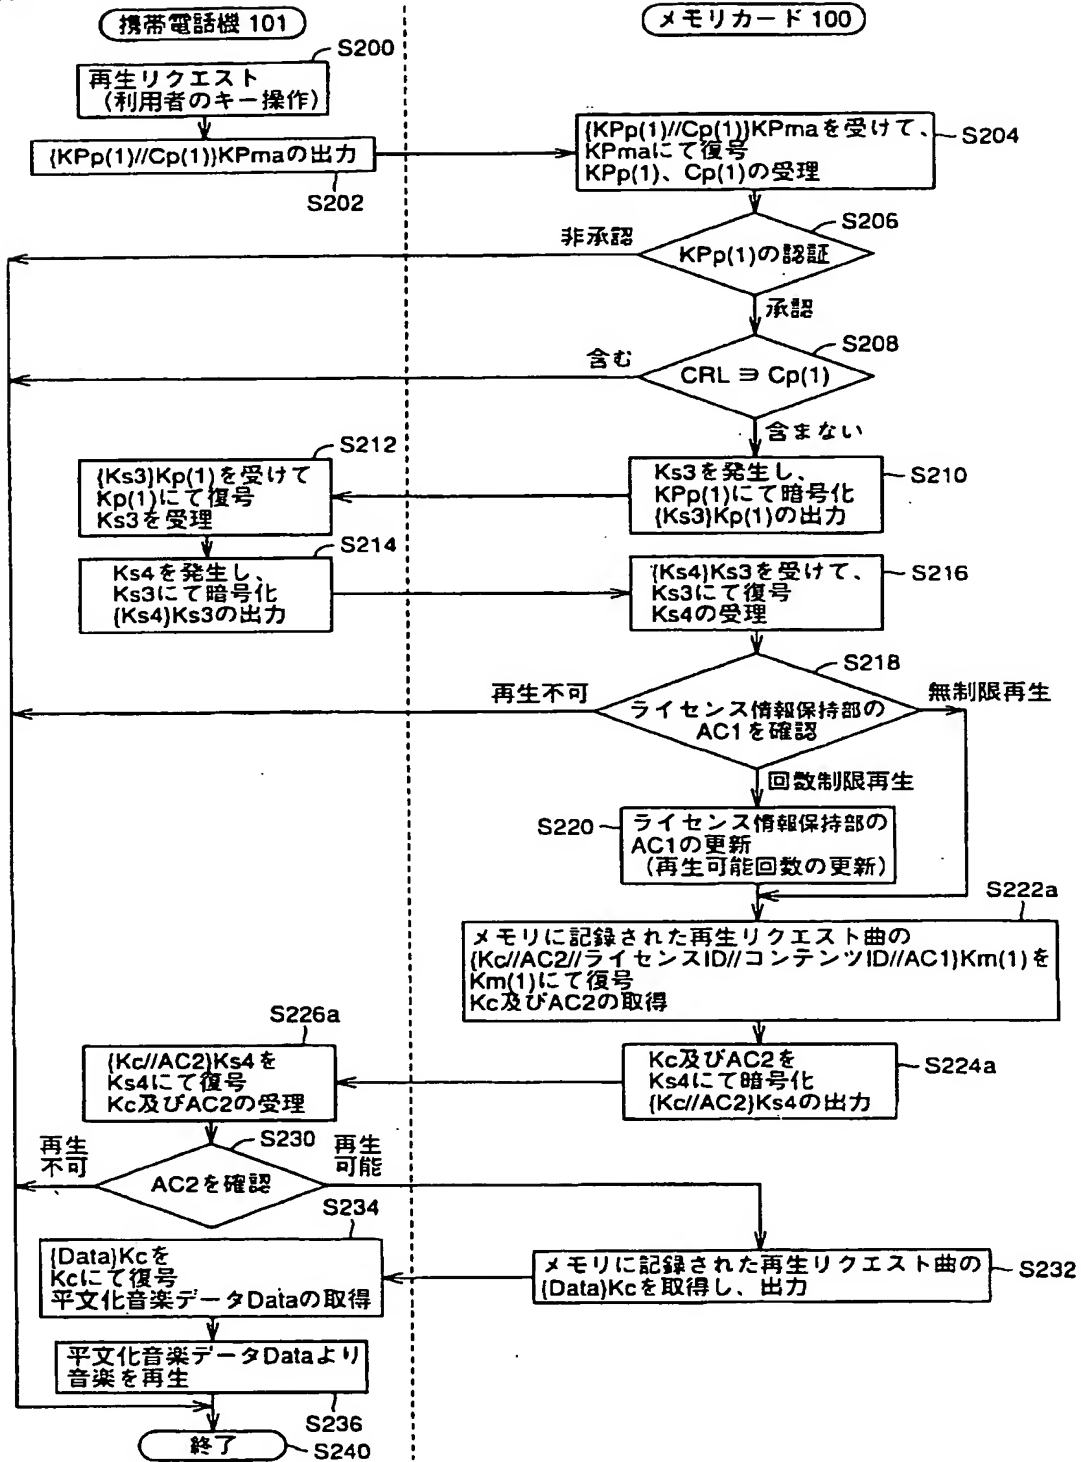 携帯電話機 101
メモリカード 100
S200
再生リクエスト
(利用者のキー操作)
{KPp(1)//Cp(1)}KPmaの出力
S202
{KPp(1)//Cp(1)}KPmaを受けて、
KPmaにて復号
KPp(1)、Cp(1)の受理
S204
S206
非承認
KPp(1)の認証
承認
S208
含む
CRL ∋ Cp(1)
含まない
S212
{Ks3}Kp(1)を受けて
Kp(1)にて復号
Ks3を受理
Ks3を発生し、
KPp(1)にて暗号化
{Ks3}Kp(1)の出力
S210
S214
Ks4を発生し、
Ks3にて暗号化
{Ks4}Ks3の出力
{Ks4}Ks3を受けて、
Ks3にて復号
Ks4の受理
S216
S218
再生不可
無制限再生
ライセンス情報保持部の
AC1を確認
回数制限再生
S220
ライセンス情報保持部の
AC1の更新
(再生可能回数の更新)
S222a
メモリに記録された再生リクエスト曲の
{Kc//AC2//ライセンスID//コンテンツID//AC1}Km(1)を
Km(1)にて復号
Kc及びAC2の取得
S226a
{Kc//AC2}Ks4を
Ks4にて復号
Kc及びAC2の受理
Kc及びAC2を
Ks4にて暗号化
{Kc//AC2}Ks4の出力
S224a
S230
再生
不可
再生
可能
AC2を確認
S234
{Data}Kcを
Kcにて復号
平文化音楽データDataの取得
メモリに記録された再生リクエスト曲の
{Data}Kcを取得し、出力
S232
平文化音楽データDataより
音楽を再生
S236
終了
S240